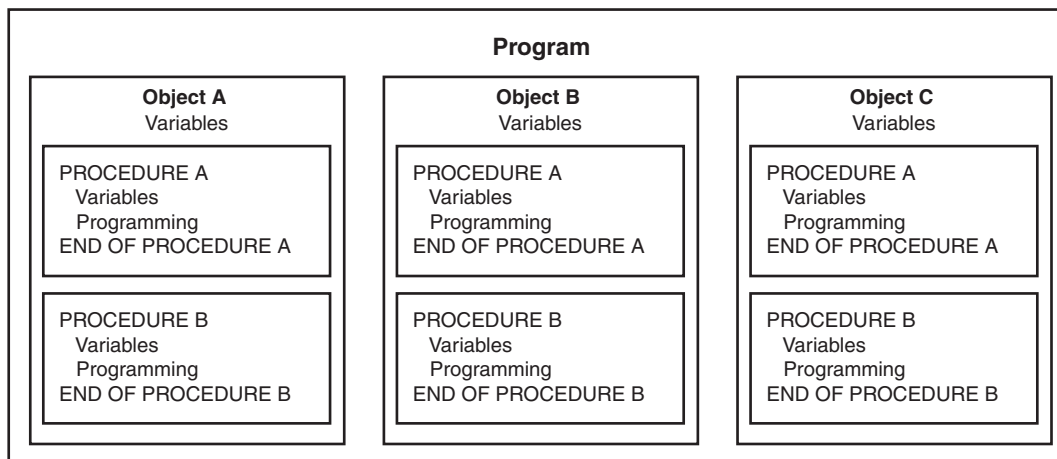 Program
Object A
Variables
PROCEDURE A
Variables
Programming
END OF PROCEDURE A
PROCEDURE B
Variables
Programming
END OF PROCEDURE B
Object B
Variables
PROCEDURE A
Variables
Programming
END OF PROCEDURE A
PROCEDURE B
Variables
Programming
END OF PROCEDURE B
Object C
Variables
PROCEDURE A
Variables
Programming
END OF PROCEDURE A
PROCEDURE B
Variables
Programming
END OF PROCEDURE B